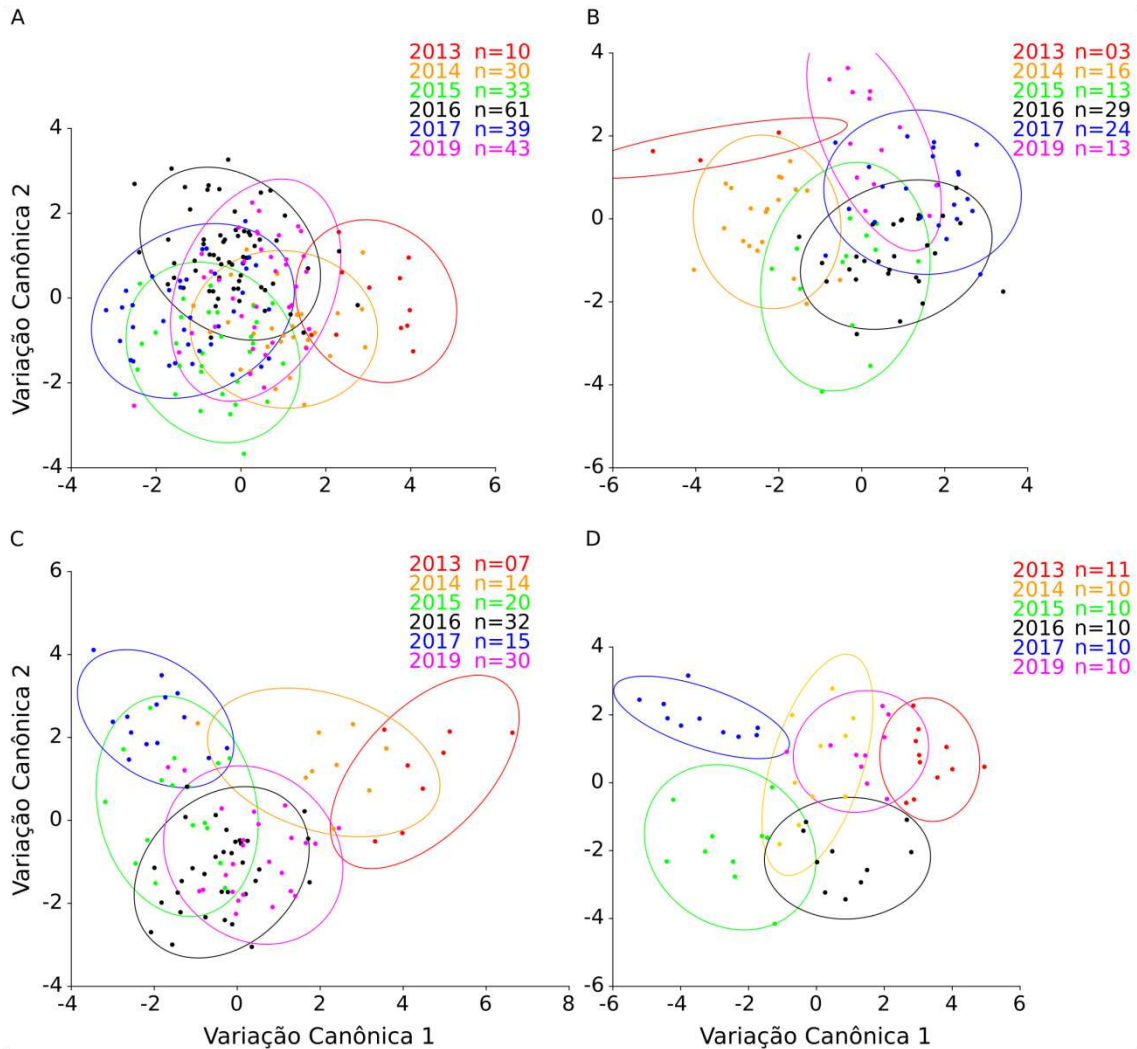 A
2013 n=10
2014 n=30
2015 n=33
2016 n=61
2017 n=39
2019 n=43
4
2
0
-2
-4
-4 -2 0 2 4 6
Variação Canônica 2
B
2013 n=03
2014 n=16
2015 n=13
2016 n=29
2017 n=24
2019 n=13
4
2
0
-2
-4
-6
-6 -4 -2 0 2 4
C
2013 n=07
2014 n=14
2015 n=20
2016 n=32
2017 n=15
2019 n=30
6
4
2
0
-2
-4
-4 -2 0 2 4 6 8
Variação Canônica 2
Variação Canônica 1
D
2013 n=11
2014 n=10
2015 n=10
2016 n=10
2017 n=10
2019 n=10
4
2
0
-2
-4
-6
-6 -4 -2 0 2 4 6
Variação Canônica 1